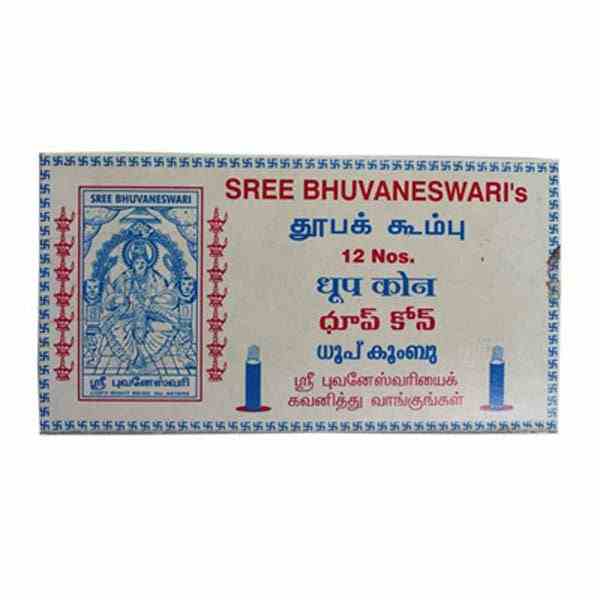 SREE BHUVANESWARI
ஸ்ரீ புவனேஸ்வரி
SREE BHUVANESWARI's
தூபக் கூம்பு
12 Nos.
धूप कोन
ధూప్ కోన్
ധൂപ് കൂംബു
ஸ்ரீ புவனேஸ்வரியைக்
கவனித்து வாங்குங்கள்